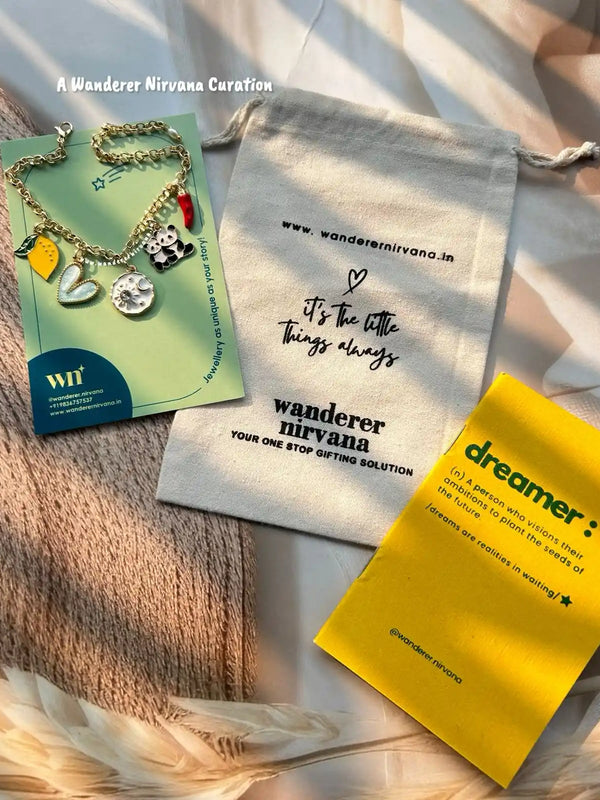 A Wanderer Nirvana Curation
Jewellery as unique as your story!
wn
@wanderer.nirvana
+919836757537
www.wanderernirvana.in
www. wanderernirvana.in
it's the little
things always
wanderer
nirvana
YOUR ONE STOP GIFTING SOLUTION
dreamer:
(n) A person who visions their
ambitions to plant the seeds of
the future.
/dreams are realities in waiting/★
@wanderer.nirvana